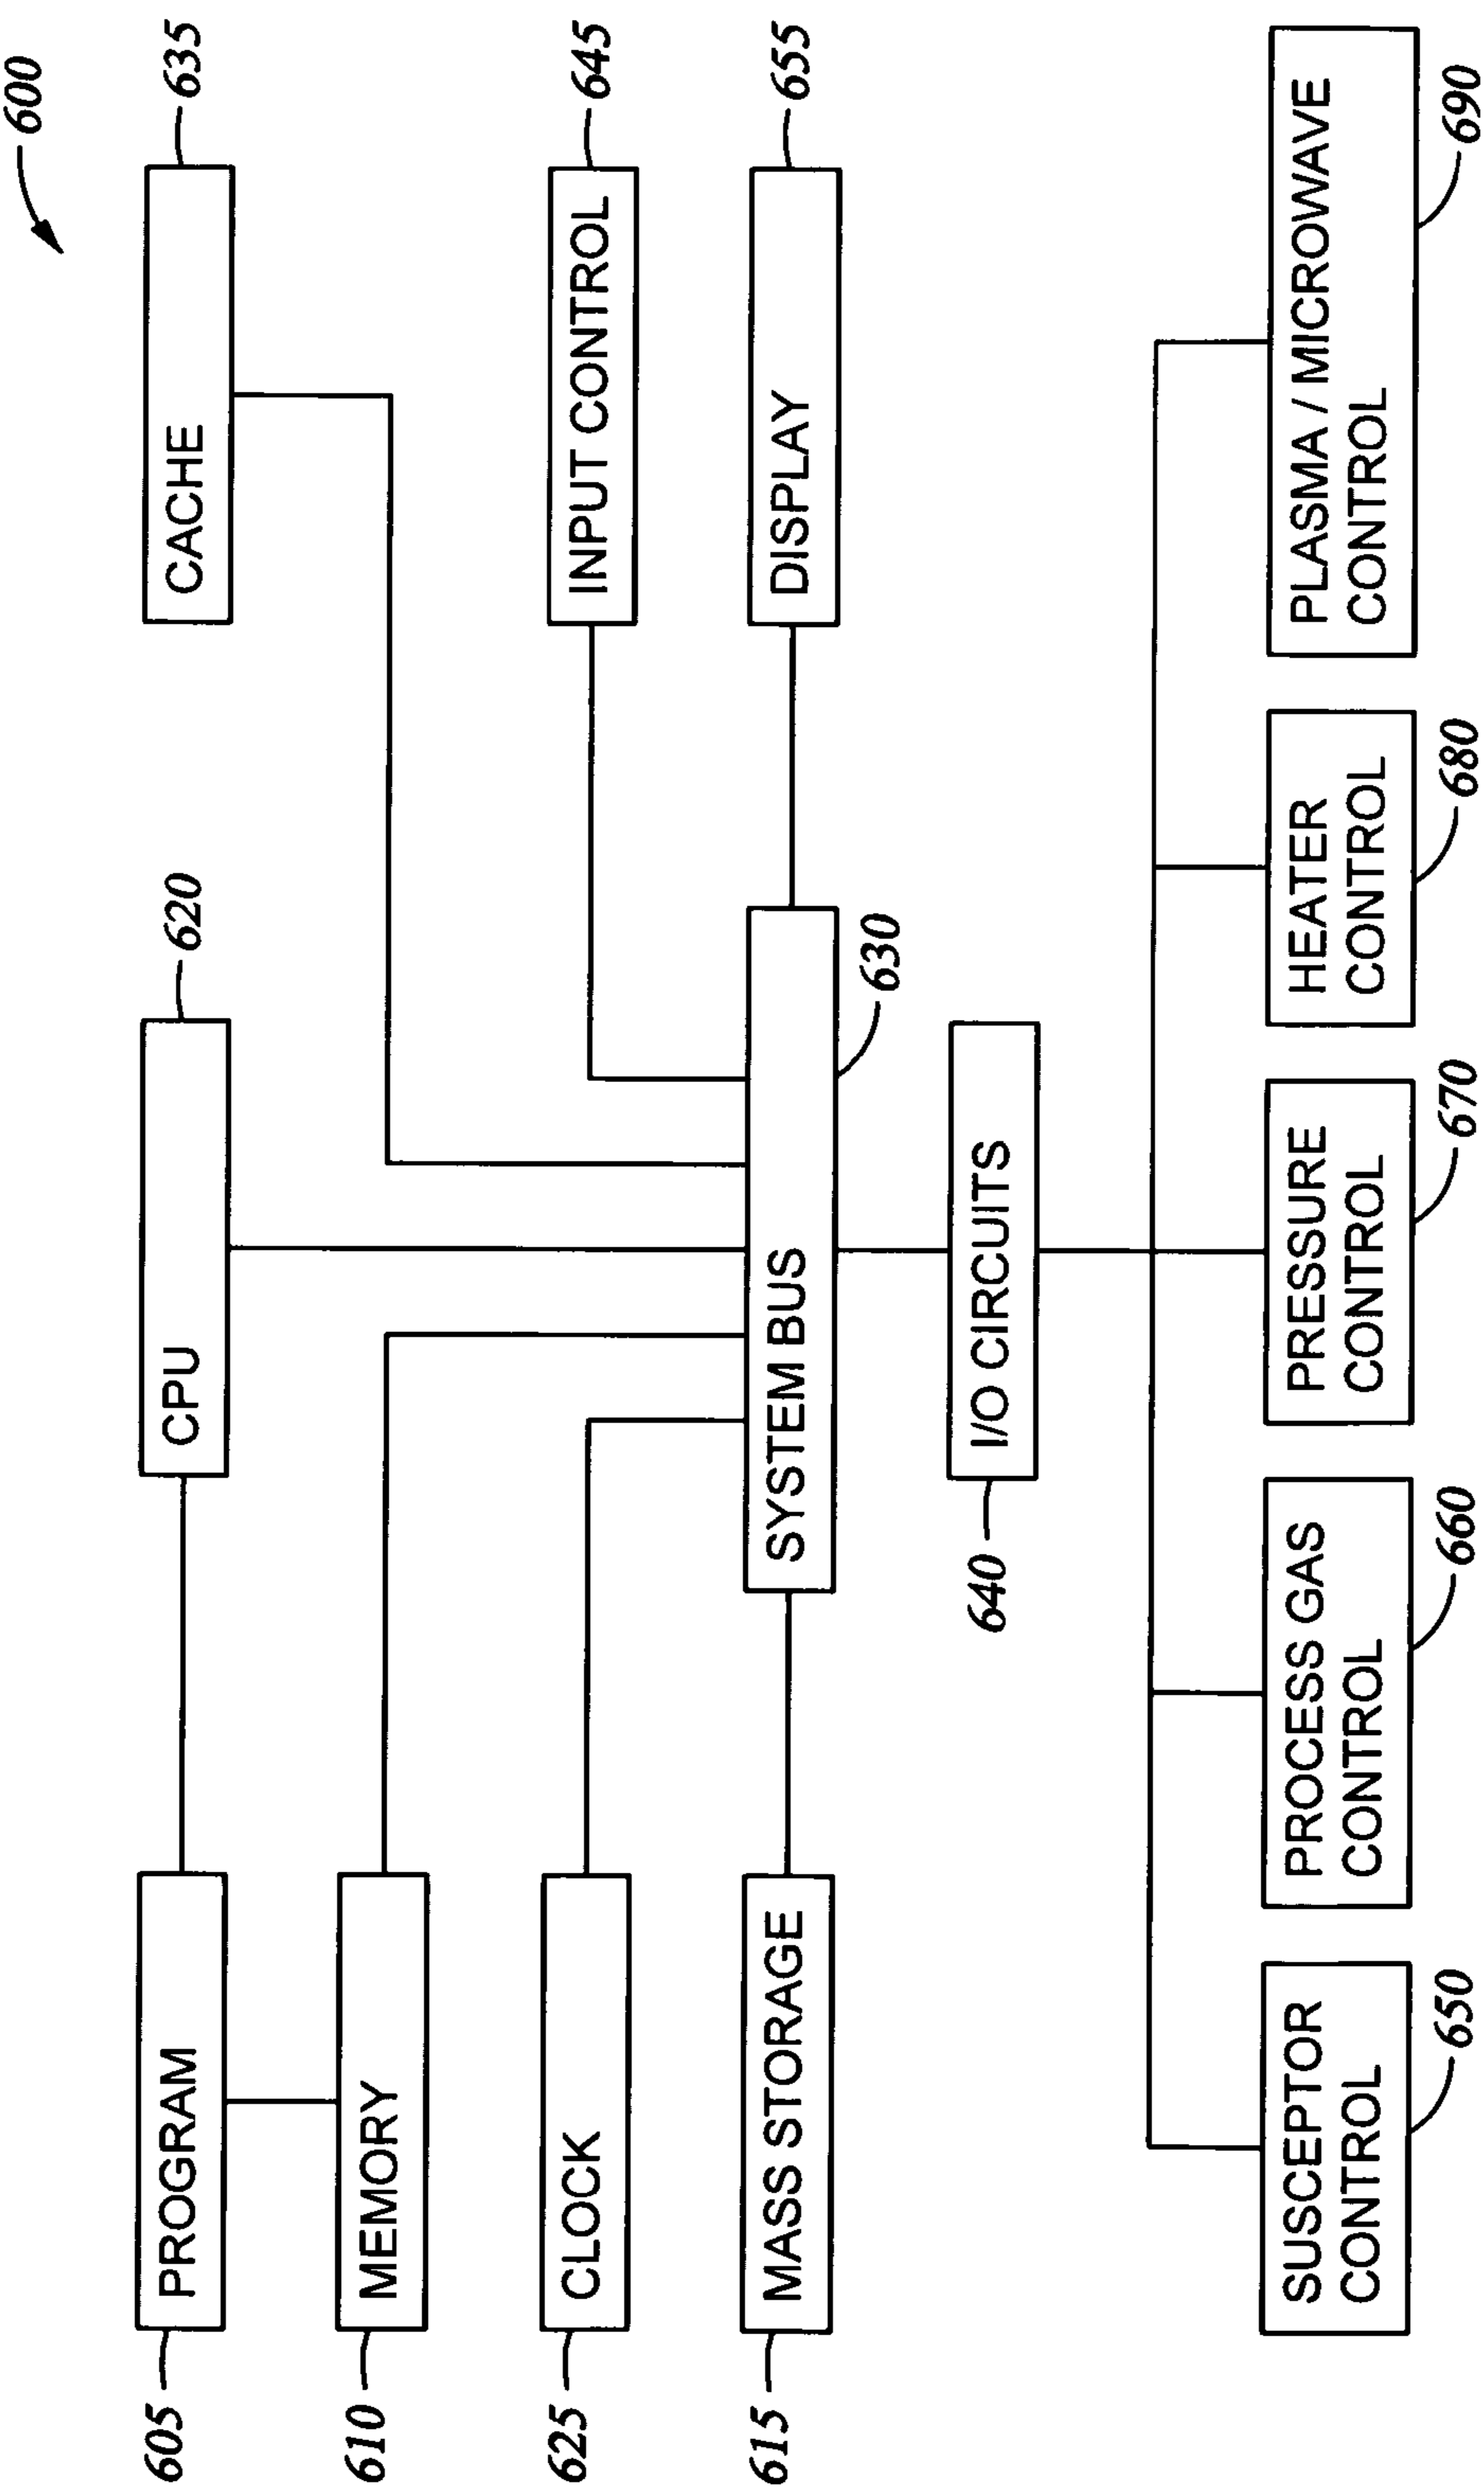 600
605
PROGRAM
CPU
620
CACHE
635
610
MEMORY
625
CLOCK
INPUT CONTROL
645
615
MASS STORAGE
SYSTEM BUS
630
DISPLAY
655
640
I/O CIRCUITS
SUSCEPTOR
CONTROL
650
PROCESS GAS
CONTROL
660
PRESSURE
CONTROL
670
HEATER
CONTROL
680
PLASMA / MICROWAVE
CONTROL
690